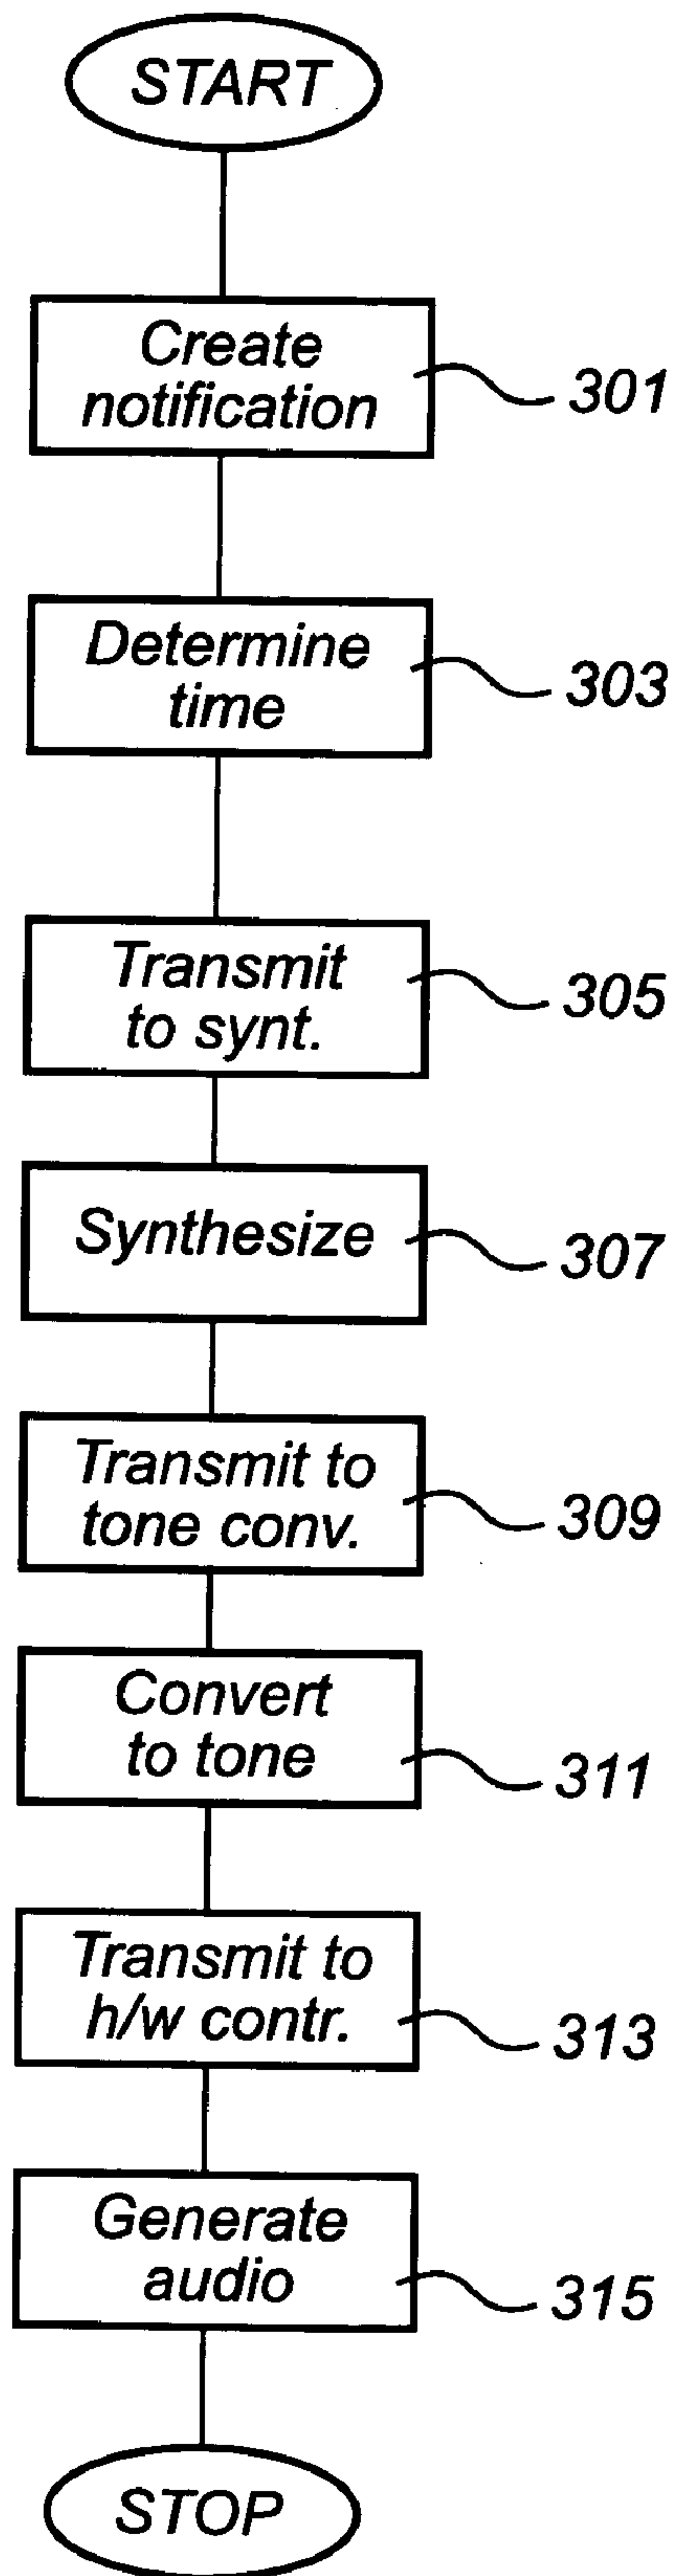 START
Create
notification
301
Determine
time
303
Transmit
to synt.
305
Synthesize
307
Transmit to
tone conv.
309
Convert
to tone
311
Transmit to
h/w contr.
313
Generate
audio
315
STOP